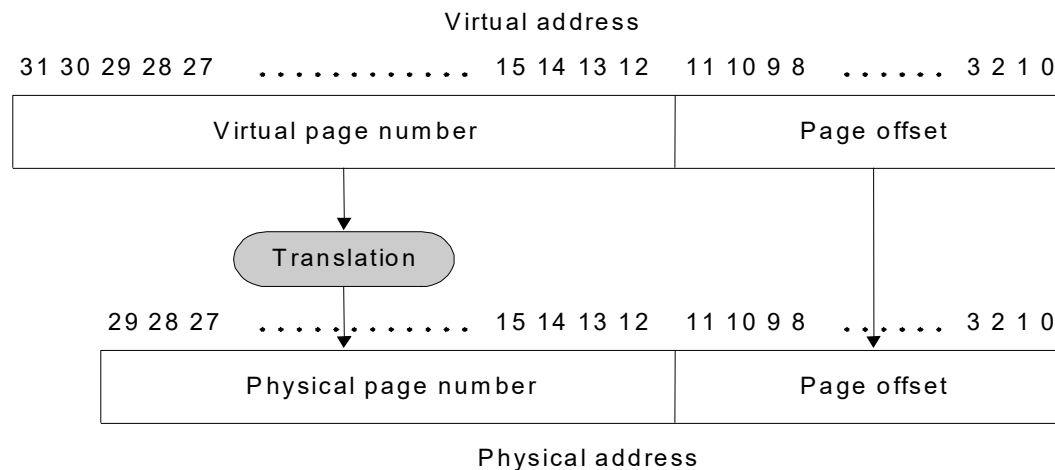 Virtual address
31 30 29 28 27 ............ 15 14 13 12 11 10 9 8 ...... 3 2 1 0
Virtual page number Page offset
Translation
29 28 27 ............ 15 14 13 12 11 10 9 8 ...... 3 2 1 0
Physical page number Page offset
Physical address